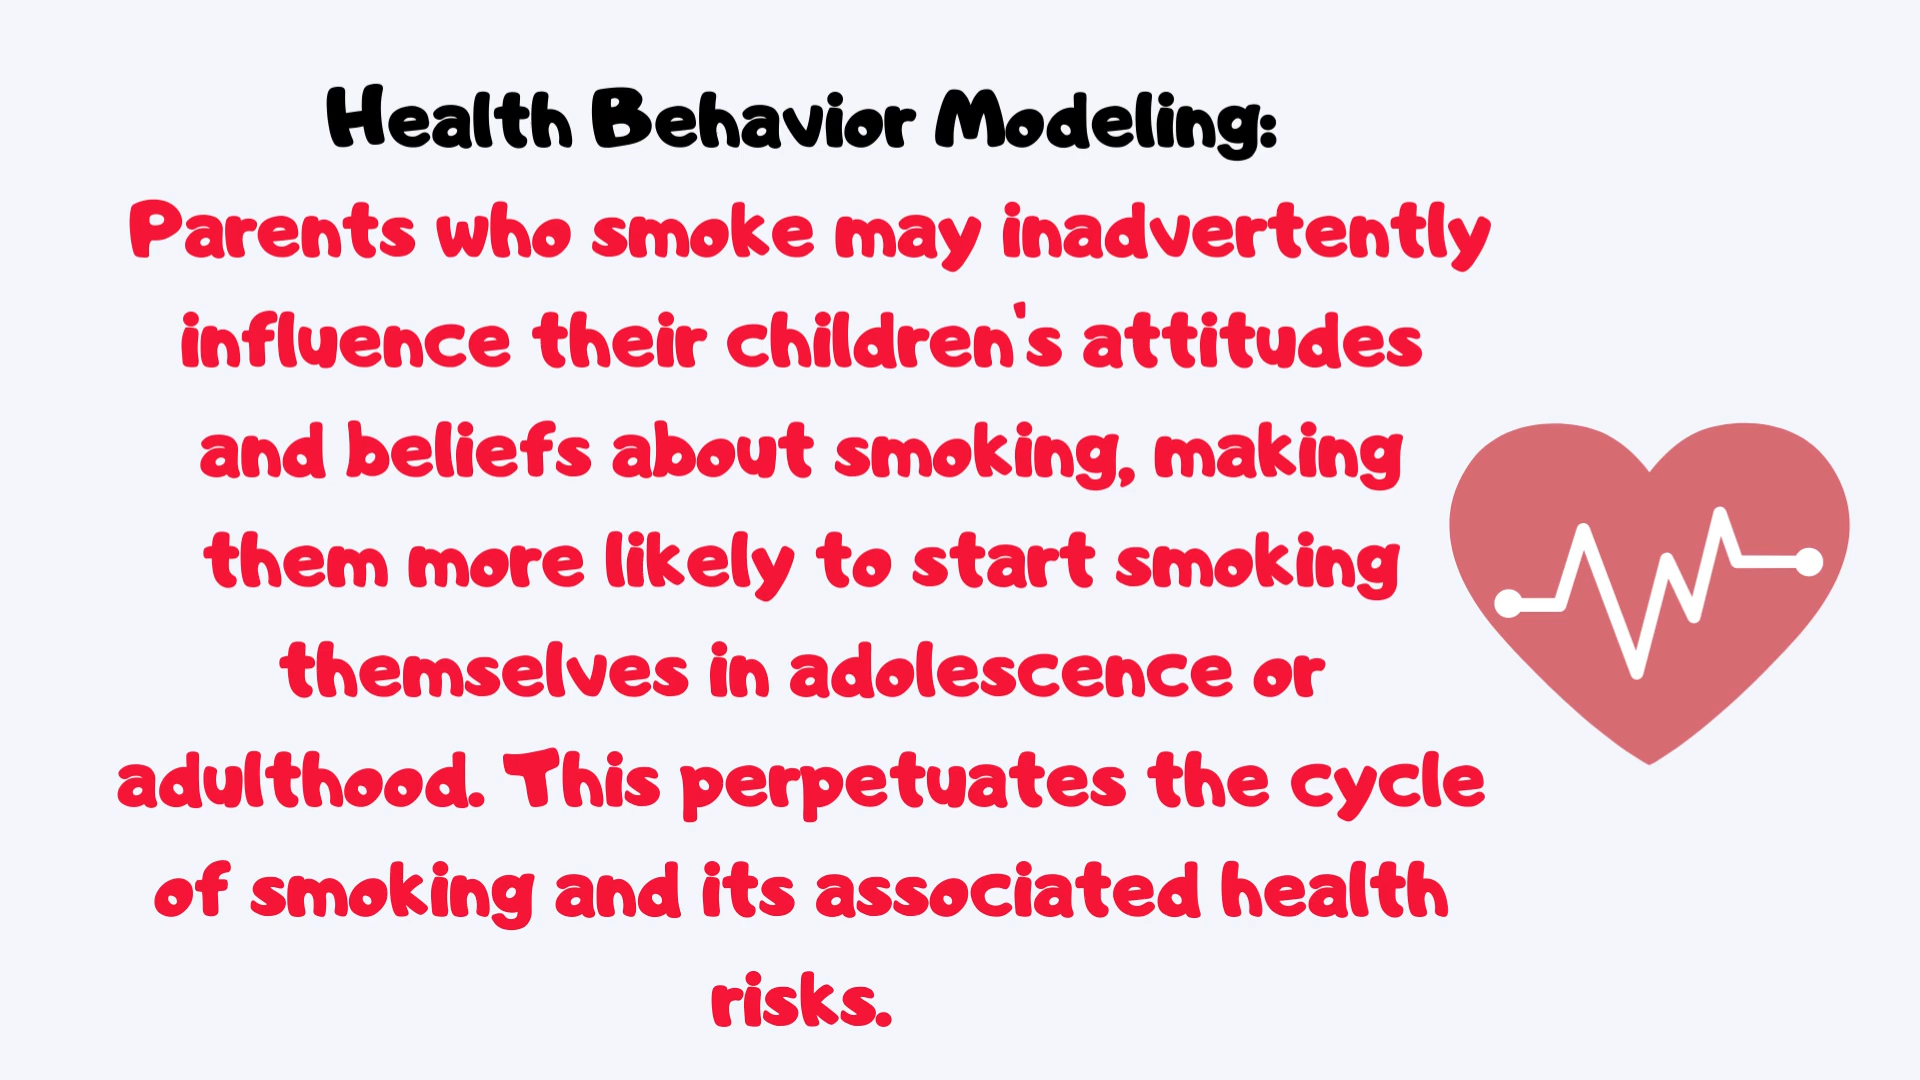 Health Behavior Modeling:
Parents who smoke may inadvertently
influence their children's attitudes
and beliefs about smoking, making
them more likely to start smoking
themselves in adolescence or
adulthood. This perpetuates the cycle
of smoking and its associated health
risks.